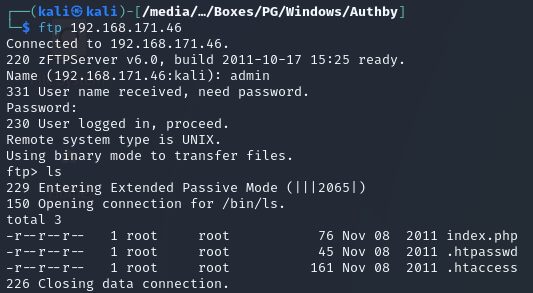 ┌──(kali㉿kali)-[/media/…/Boxes/PG/Windows/Authby]
└─$ ftp 192.168.171.46
Connected to 192.168.171.46.
220 zFTPServer v6.0, build 2011-10-17 15:25 ready.
Name (192.168.171.46:kali): admin
331 User name received, need password.
Password:
230 User logged in, proceed.
Remote system type is UNIX.
Using binary mode to transfer files.
ftp> ls
229 Entering Extended Passive Mode (|||2065|)
150 Opening connection for /bin/ls.
total 3
-r--r--r-- 1 root root 76 Nov 08 2011 index.php
-r--r--r-- 1 root root 45 Nov 08 2011 .htpasswd
-r--r--r-- 1 root root 161 Nov 08 2011 .htaccess
226 Closing data connection.